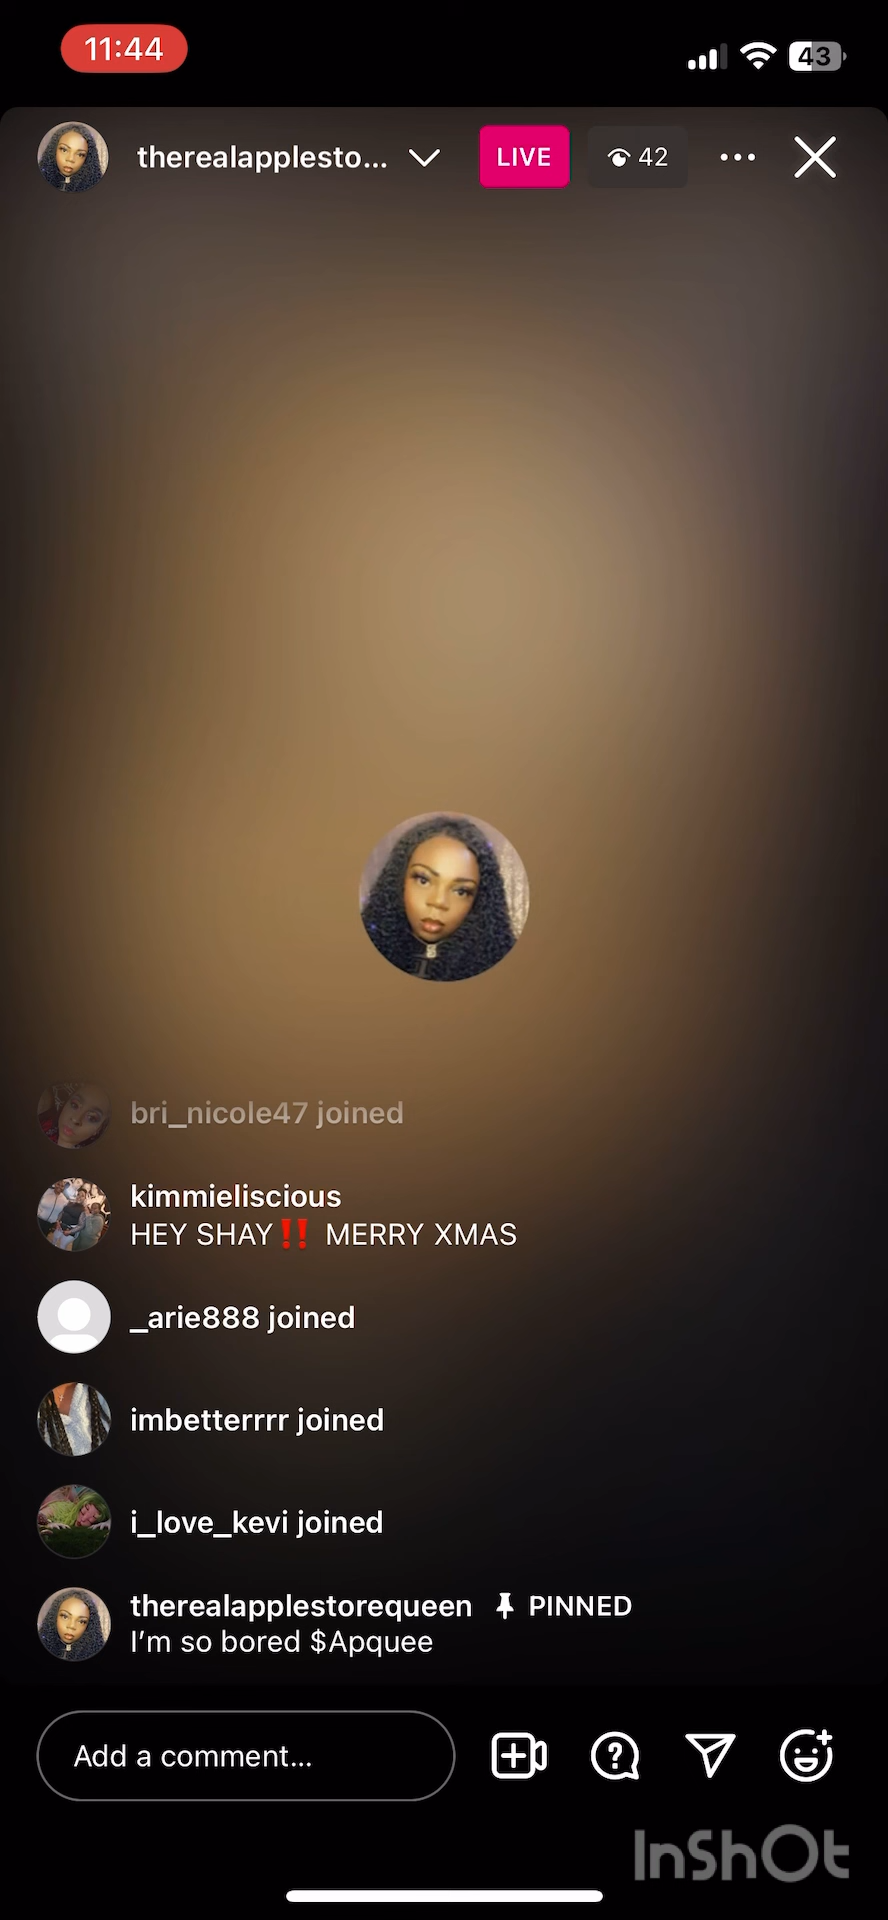 11:44
43
therealapplesto...
LIVE
42
bri_nicole47 joined
kimmieliscious
HEY SHAY‼️ MERRY XMAS
_arie888 joined
imbetterrrr joined
i_love_kevi joined
therealapplestorequeen PINNED
I’m so bored $Apquee
Add a comment...
InShOt